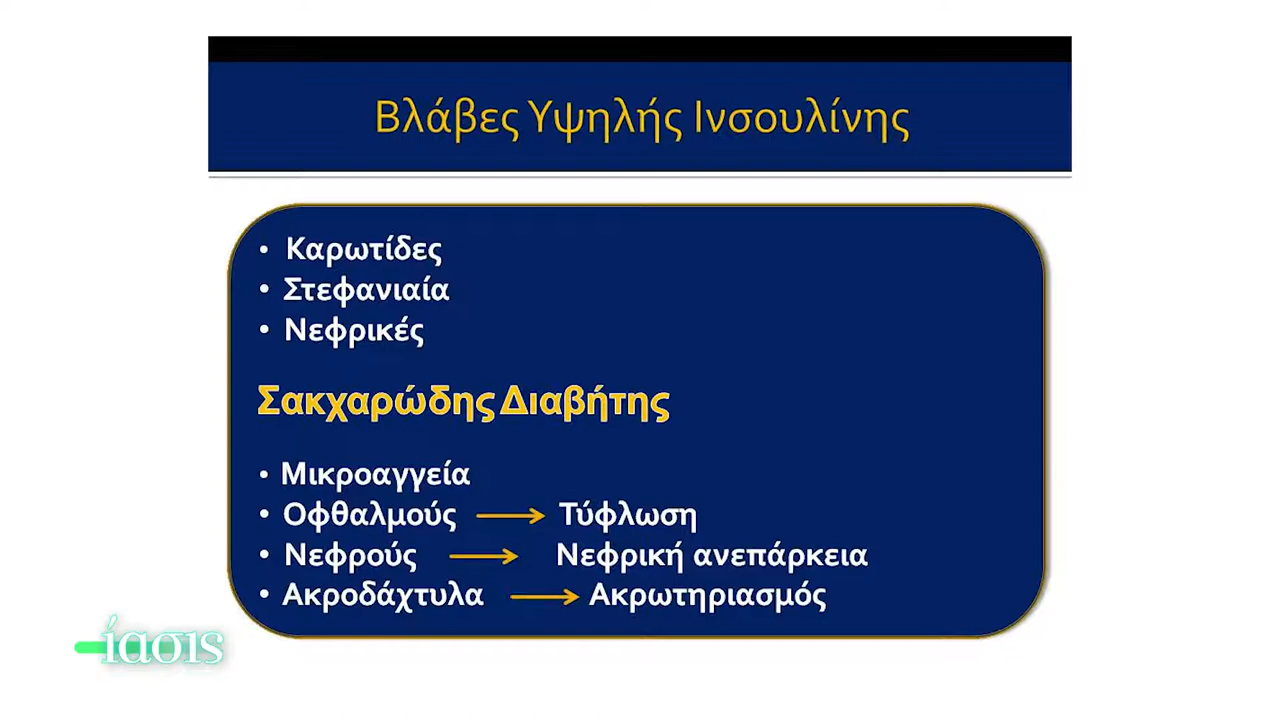 Βλάβες Υψηλής Ινσουλίνης
• Καρωτίδες
• Στεφανιαία
• Νεφρικές
Σακχαρώδης Διαβήτης
• Μικροαγγεία
• Οφθαλμούς → Τύφλωση
• Νεφρούς → Νεφρική ανεπάρκεια
• Ακροδάχτυλα → Ακρωτηριασμός
ίασις